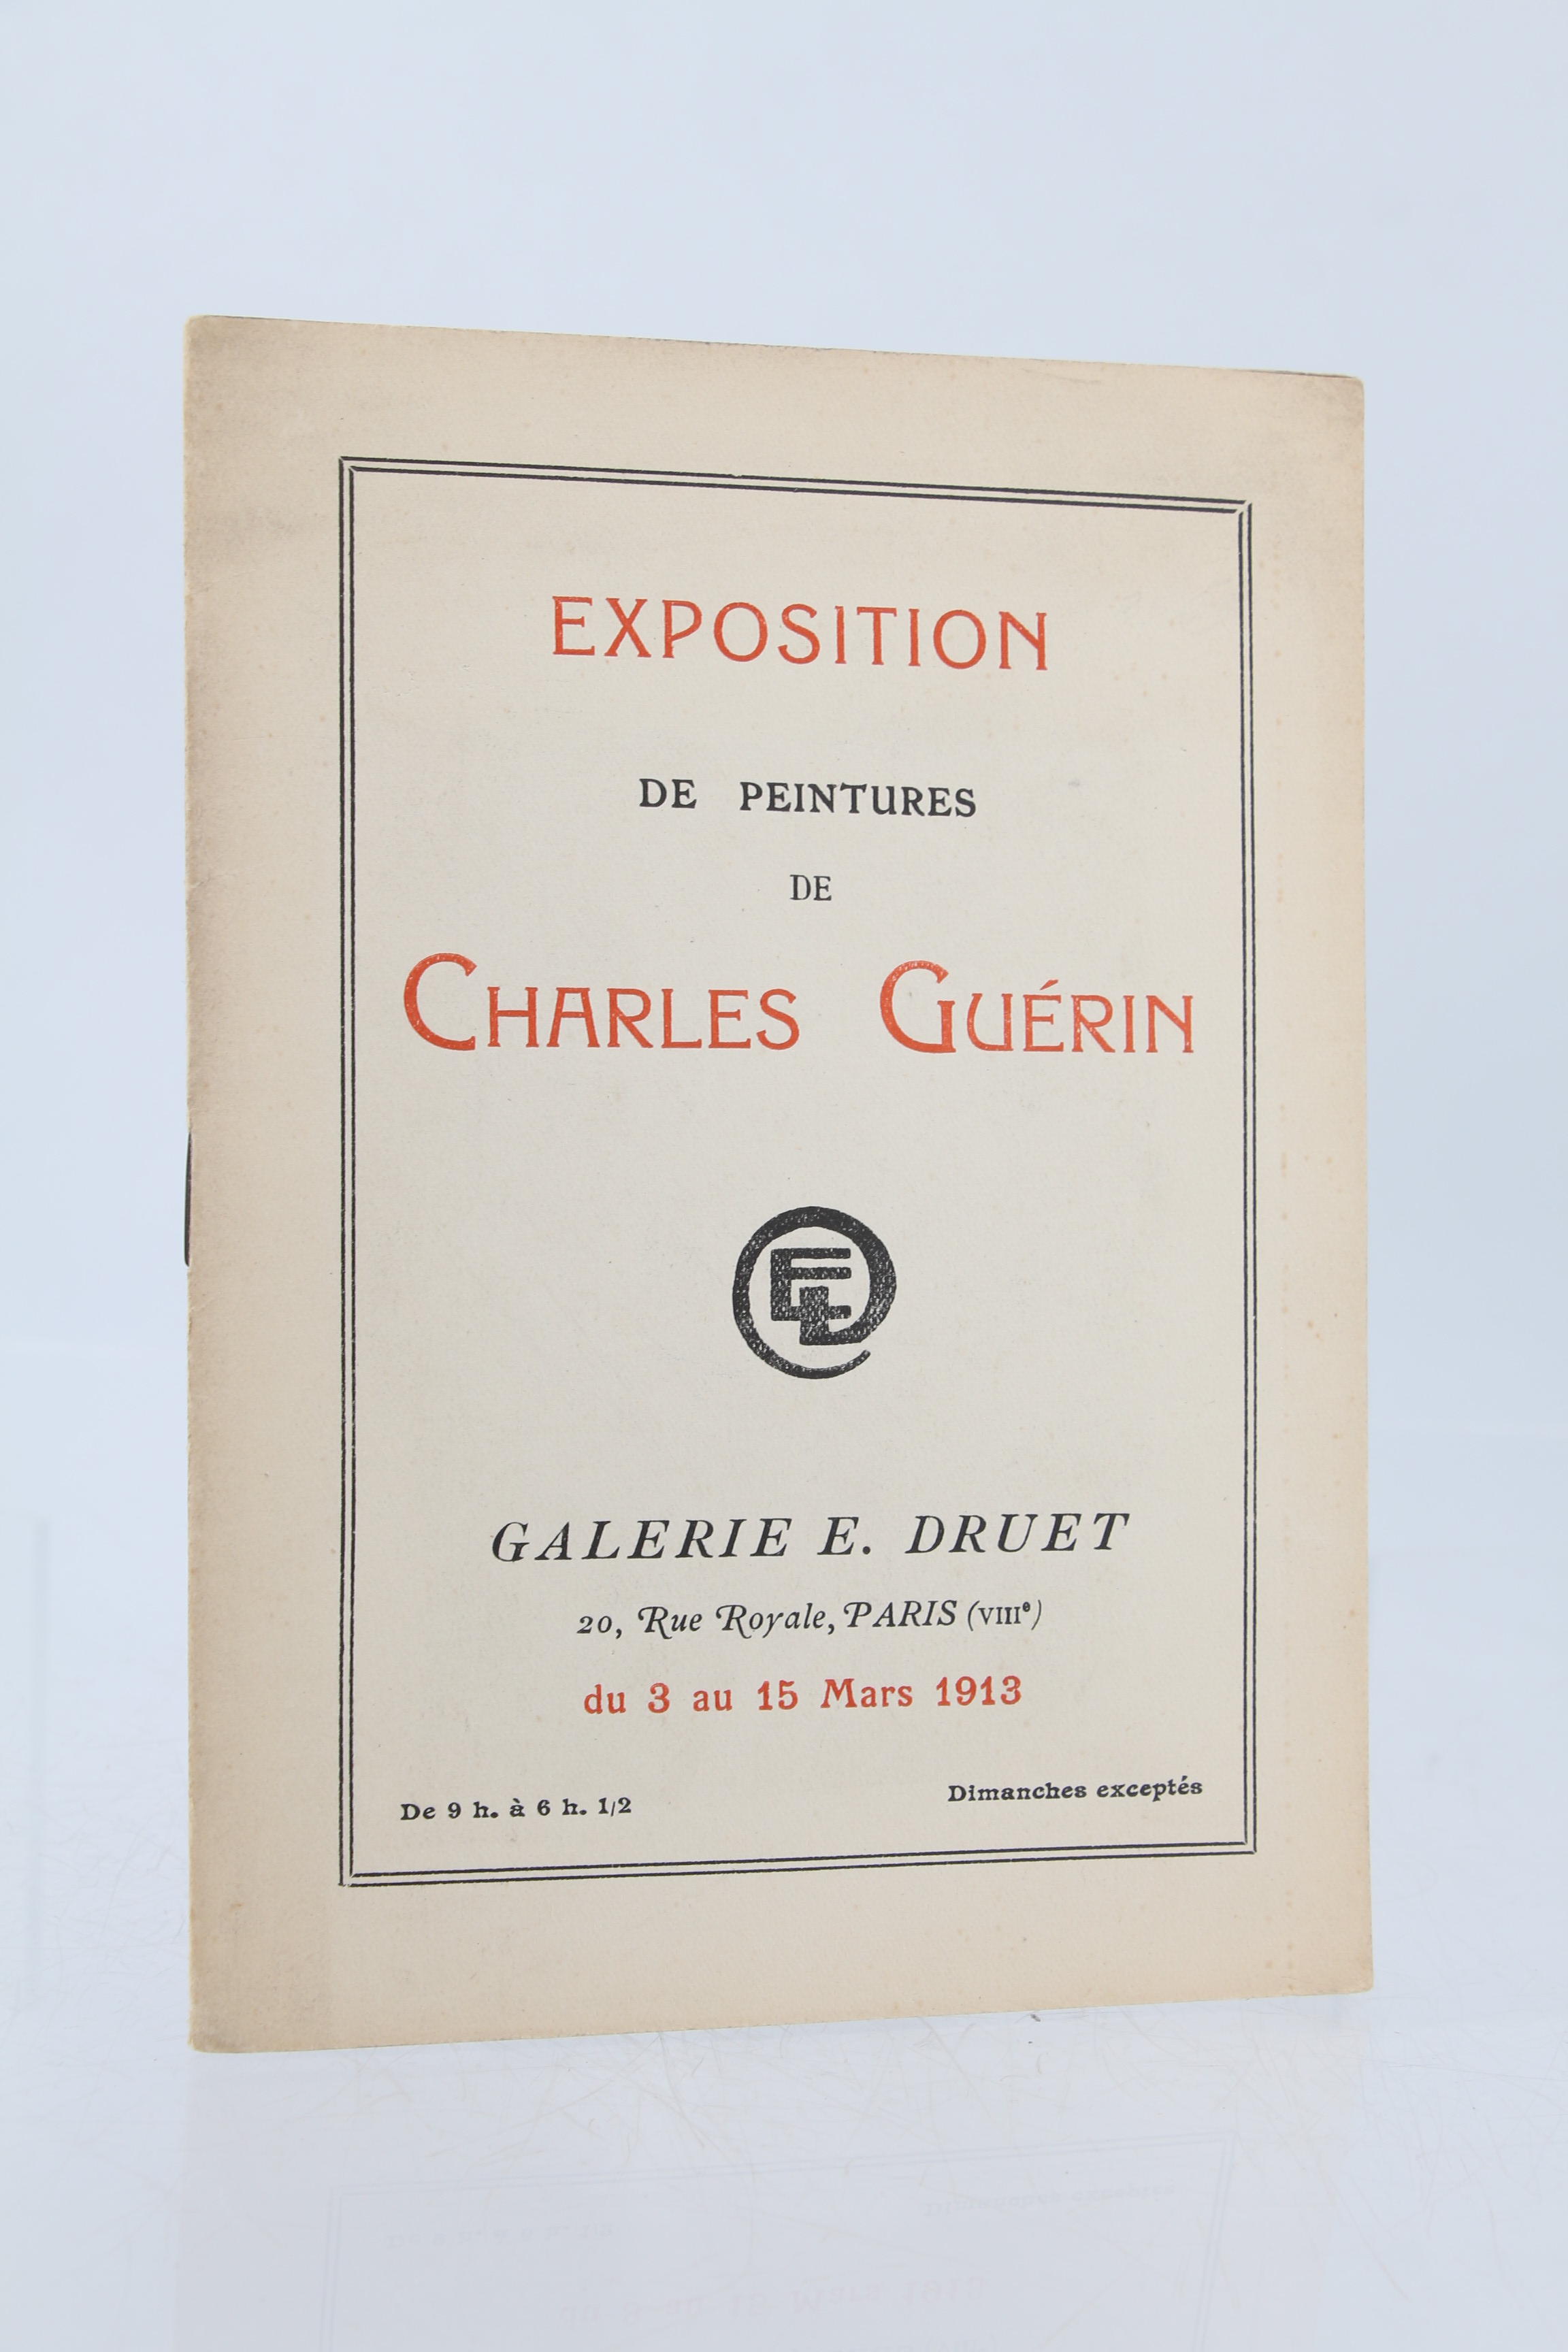 EXPOSITION
DE PEINTURES
DE
CHARLES GUÉRIN
GALERIE E. DRUET
20, Rue Royale, PARIS (VIIIe)
du 3 au 15 Mars 1913
De 9 h. à 6 h. 1/2
Dimanches exceptés